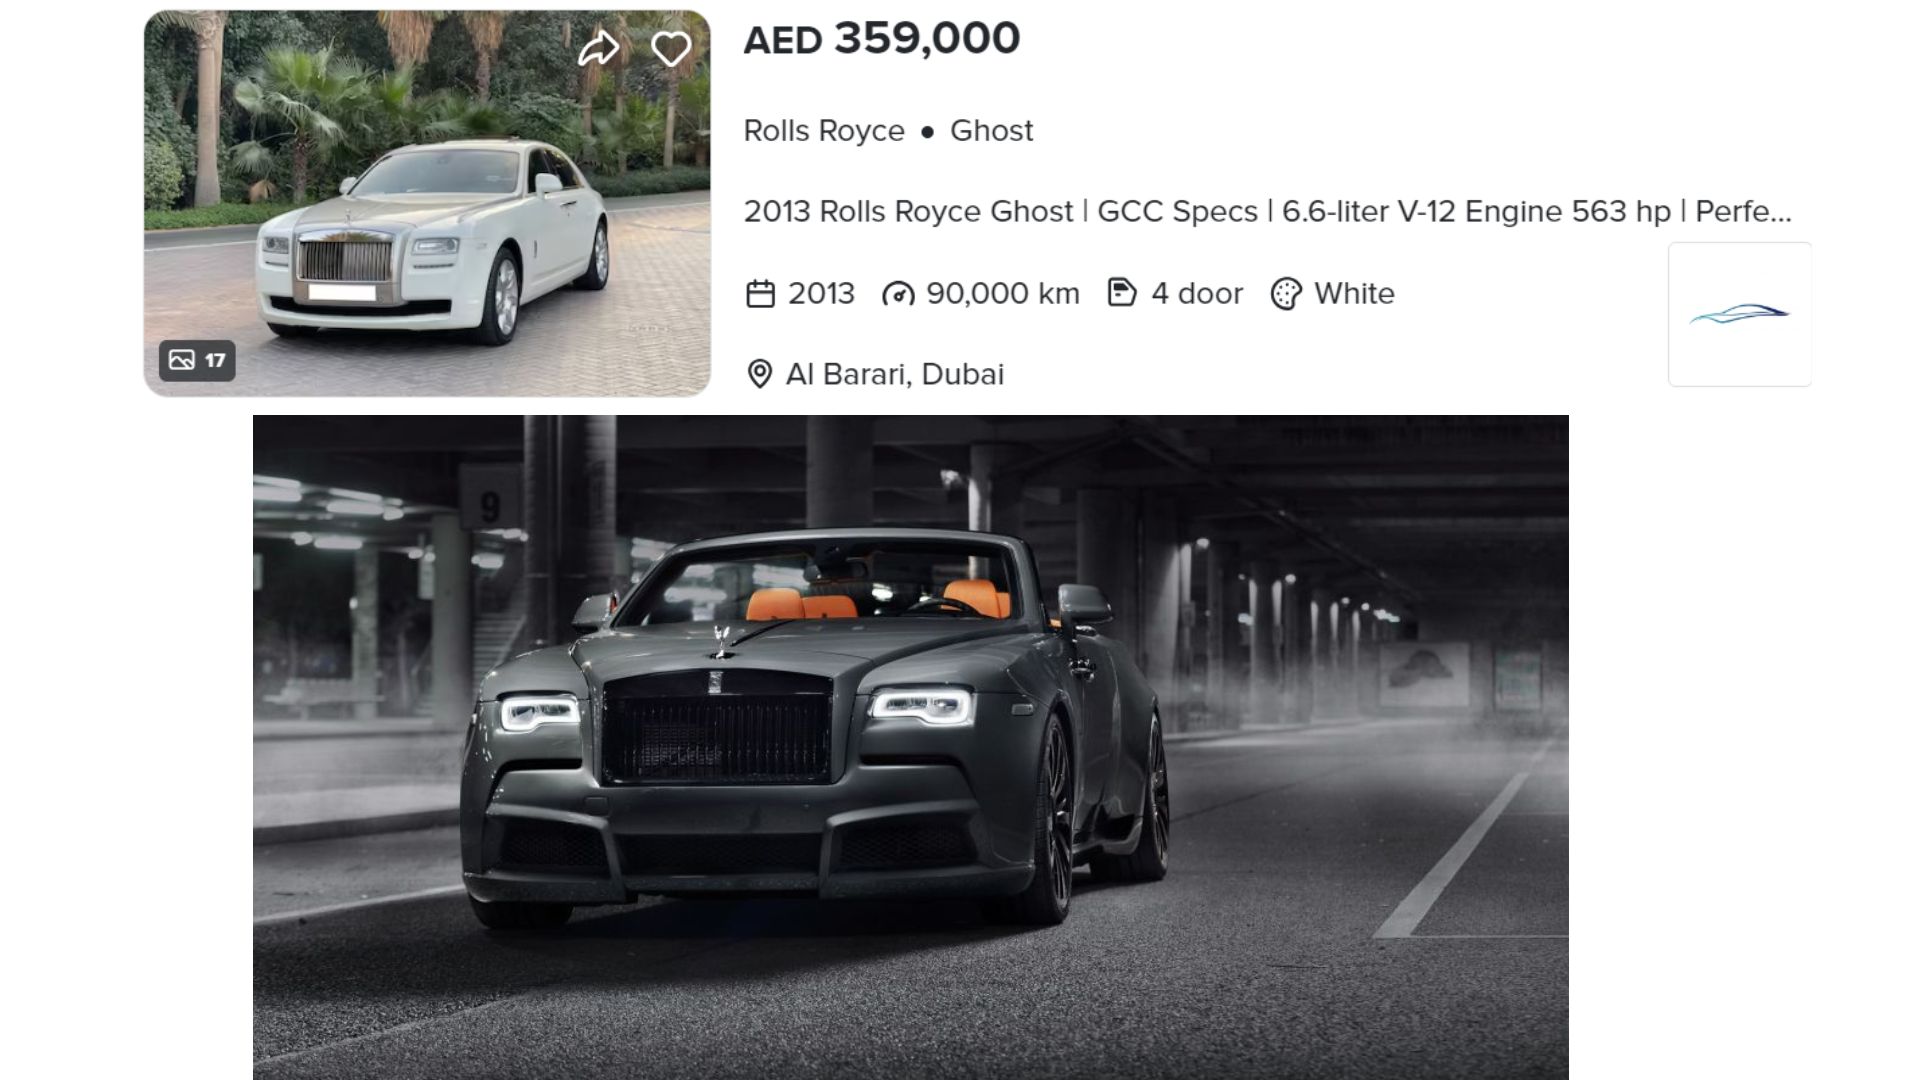 AED 359,000
Rolls Royce • Ghost
2013 Rolls Royce Ghost | GCC Specs | 6.6-liter V-12 Engine 563 hp | Perfe...
2013 90,000 km 4 door White
17
Al Barari, Dubai
9